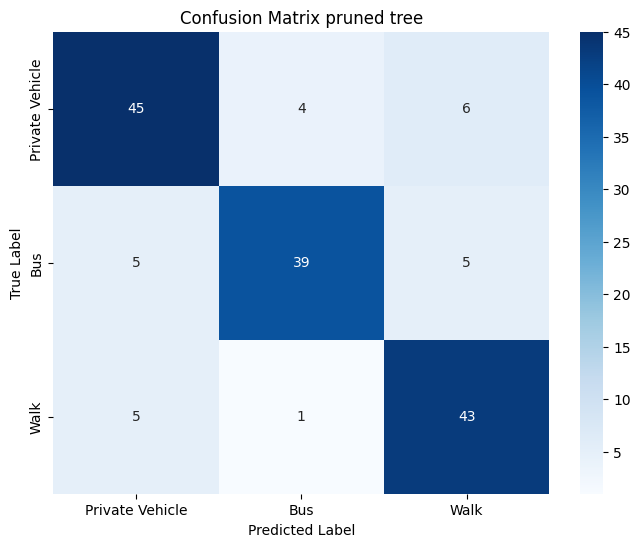 Confusion Matrix pruned tree
True Label
Private Vehicle
Bus
Walk
45 4 6
5 39 5
5 1 43
Private Vehicle Bus Walk
Predicted Label
45
40
35
30
25
20
15
10
5